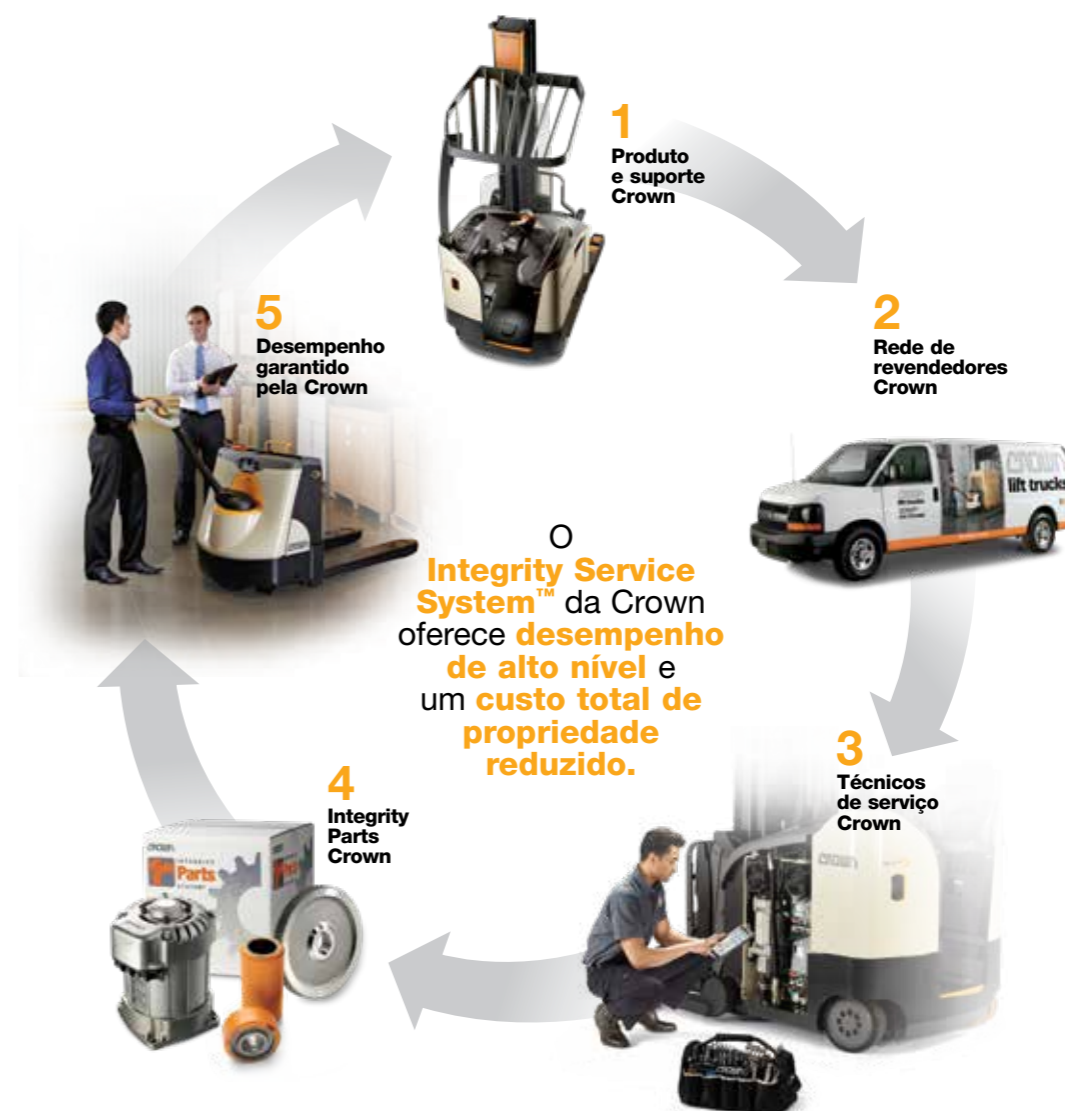 1
Produto
e suporte
Crown
2
Rede de
revendedores
Crown
CROWN
lift trucks
3
Técnicos
de serviço
Crown
CROWN
4
Integrity
Parts
Crown
CROWN
INTEGRITY
Parts
SYSTEM
5
Desempenho
garantido
pela Crown
O
Integrity Service
System™ da Crown
oferece desempenho
de alto nível e
um custo total de
propriedade
reduzido.